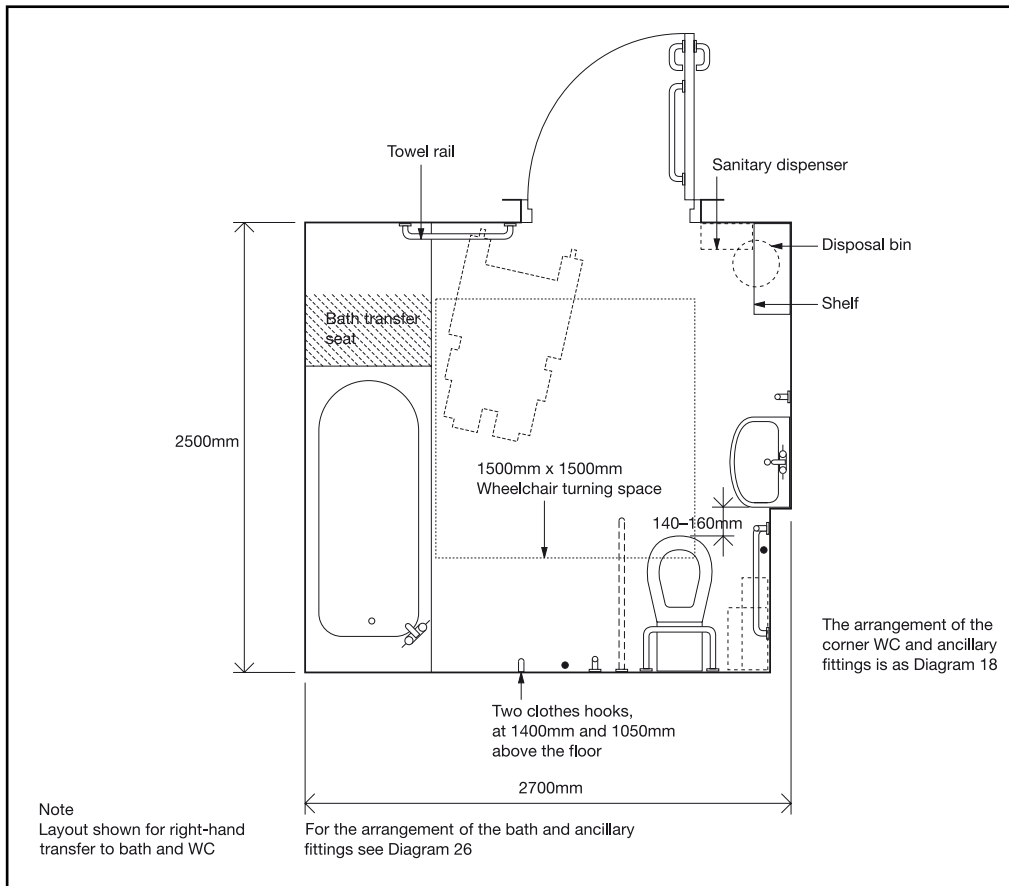 Towel rail
Sanitary dispenser
Disposal bin
Shelf
Bath transfer
seat
2500mm
1500mm x 1500mm
Wheelchair turning space
140–160mm
The arrangement of the
corner WC and ancillary
fittings is as Diagram 18
Two clothes hooks,
at 1400mm and 1050mm
above the floor
2700mm
Note
Layout shown for right-hand
transfer to bath and WC
For the arrangement of the bath and ancillary
fittings see Diagram 26